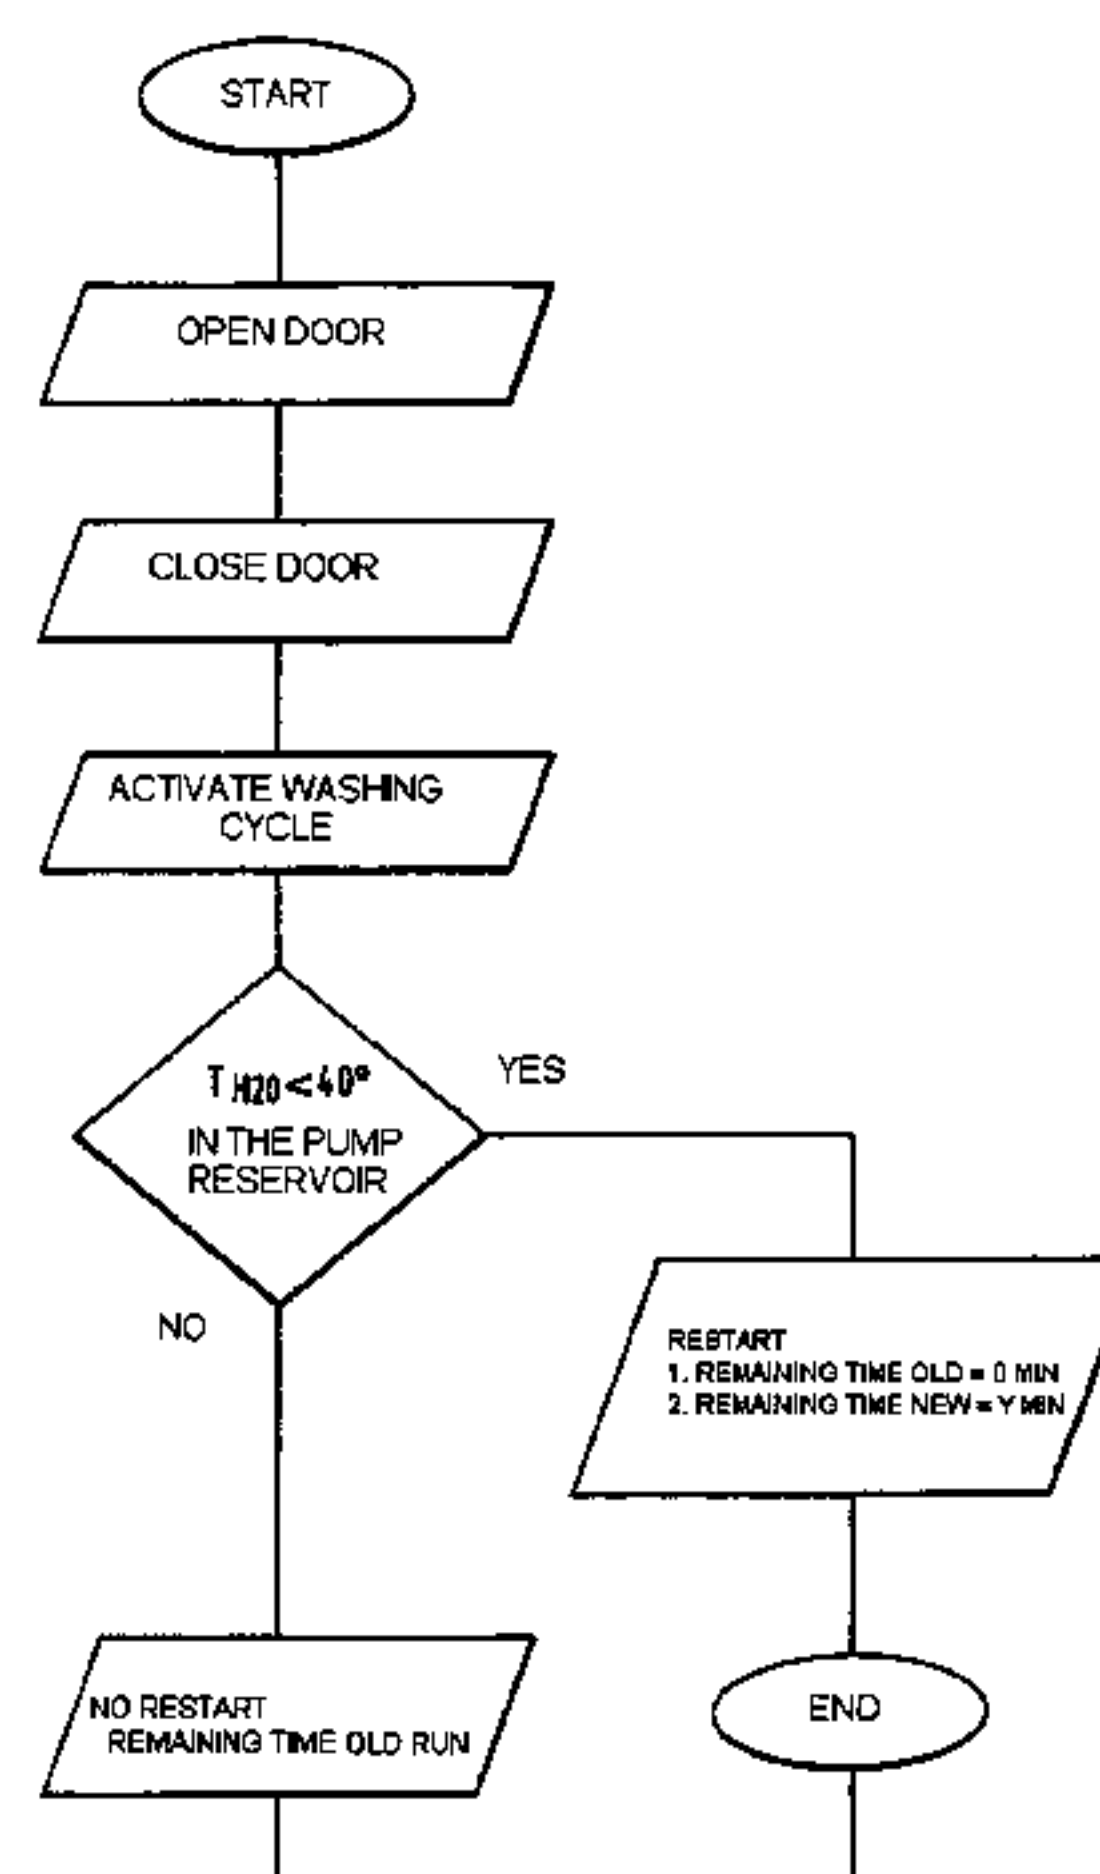 START
OPEN DOOR
CLOSE DOOR
ACTIVATE WASHING
CYCLE
T H20 < 40°
IN THE PUMP
RESERVOIR
YES
NO
RESTART
1. REMAINING TIME OLD = 0 MIN
2. REMAINING TIME NEW = Y MIN
NO RESTART
REMAINING TIME OLD RUN
END